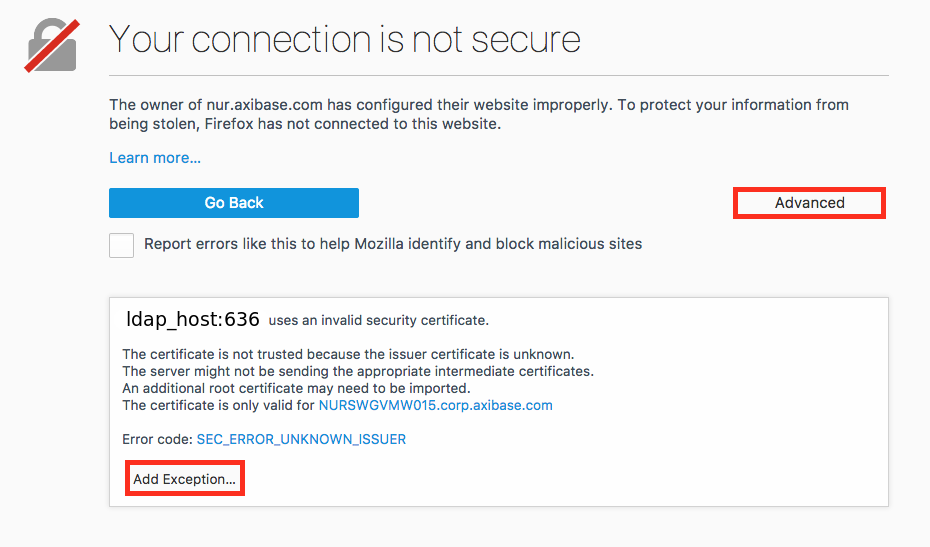 Your connection is not secure
The owner of nur.axibase.com has configured their website improperly. To protect your information from
being stolen, Firefox has not connected to this website.
Learn more...
Go Back
Advanced
Report errors like this to help Mozilla identify and block malicious sites
ldap_host:636 uses an invalid security certificate.
The certificate is not trusted because the issuer certificate is unknown.
The server might not be sending the appropriate intermediate certificates.
An additional root certificate may need to be imported.
The certificate is only valid for NURSWGVMW015.corp.axibase.com
Error code: SEC_ERROR_UNKNOWN_ISSUER
Add Exception...